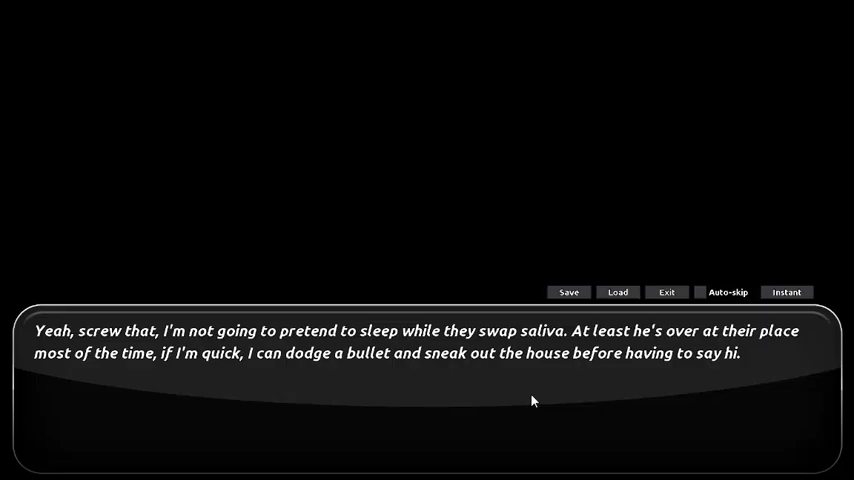 Save Load Exit Auto-skip Instant
Yeah, screw that, I'm not going to pretend to sleep while they swap saliva. At least he's over at their place
most of the time, if I'm quick, I can dodge a bullet and sneak out the house before having to say hi.